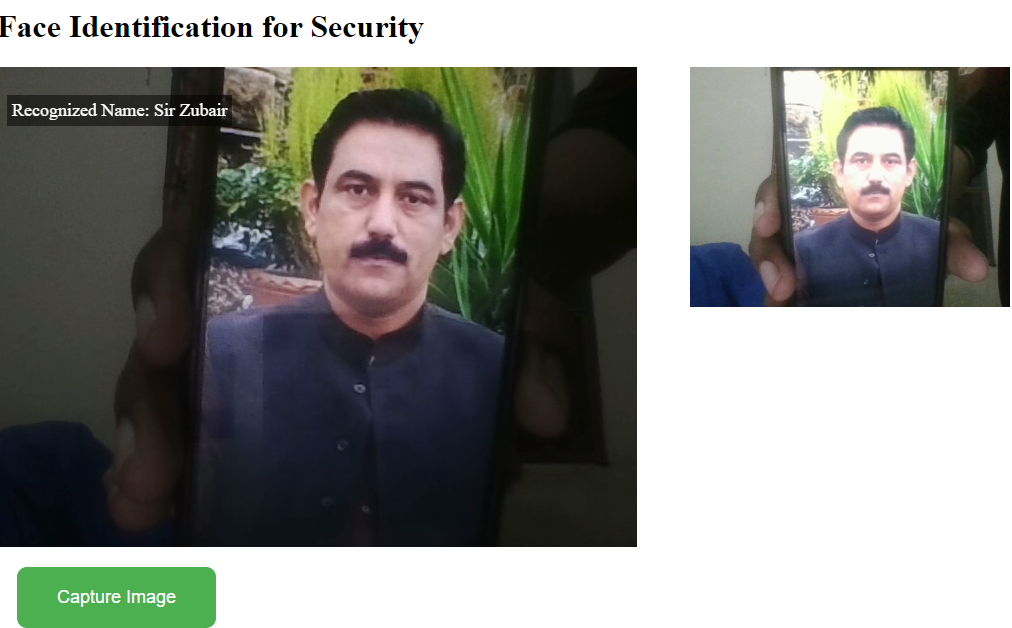 Face Identification for Security
Recognized Name: Sir Zubair
Capture Image